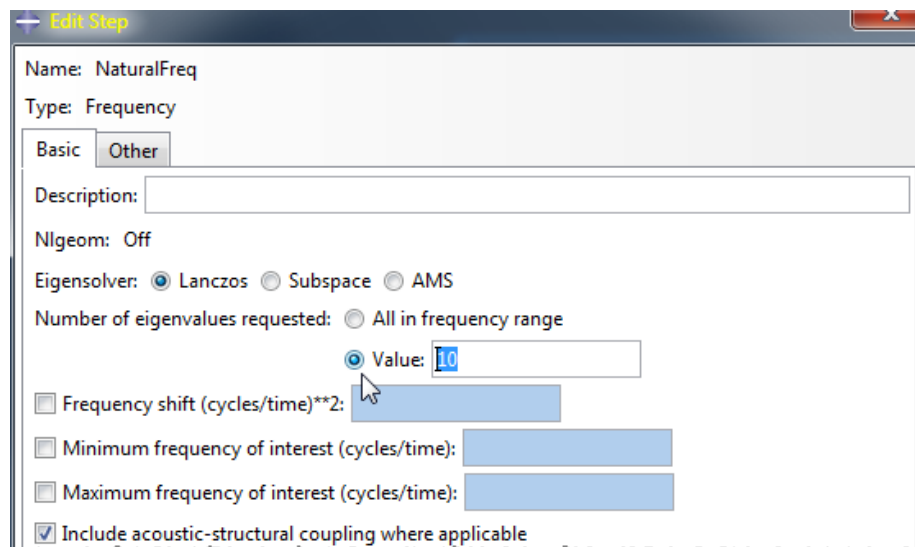 Edit Step
Name: NaturalFreq
Type: Frequency
Basic Other
Description:
Nlgeom: Off
Eigensolver: Lanczos Subspace AMS
Number of eigenvalues requested: All in frequency range
Value: 10
Frequency shift (cycles/time)**2:
Minimum frequency of interest (cycles/time):
Maximum frequency of interest (cycles/time):
Include acoustic-structural coupling where applicable